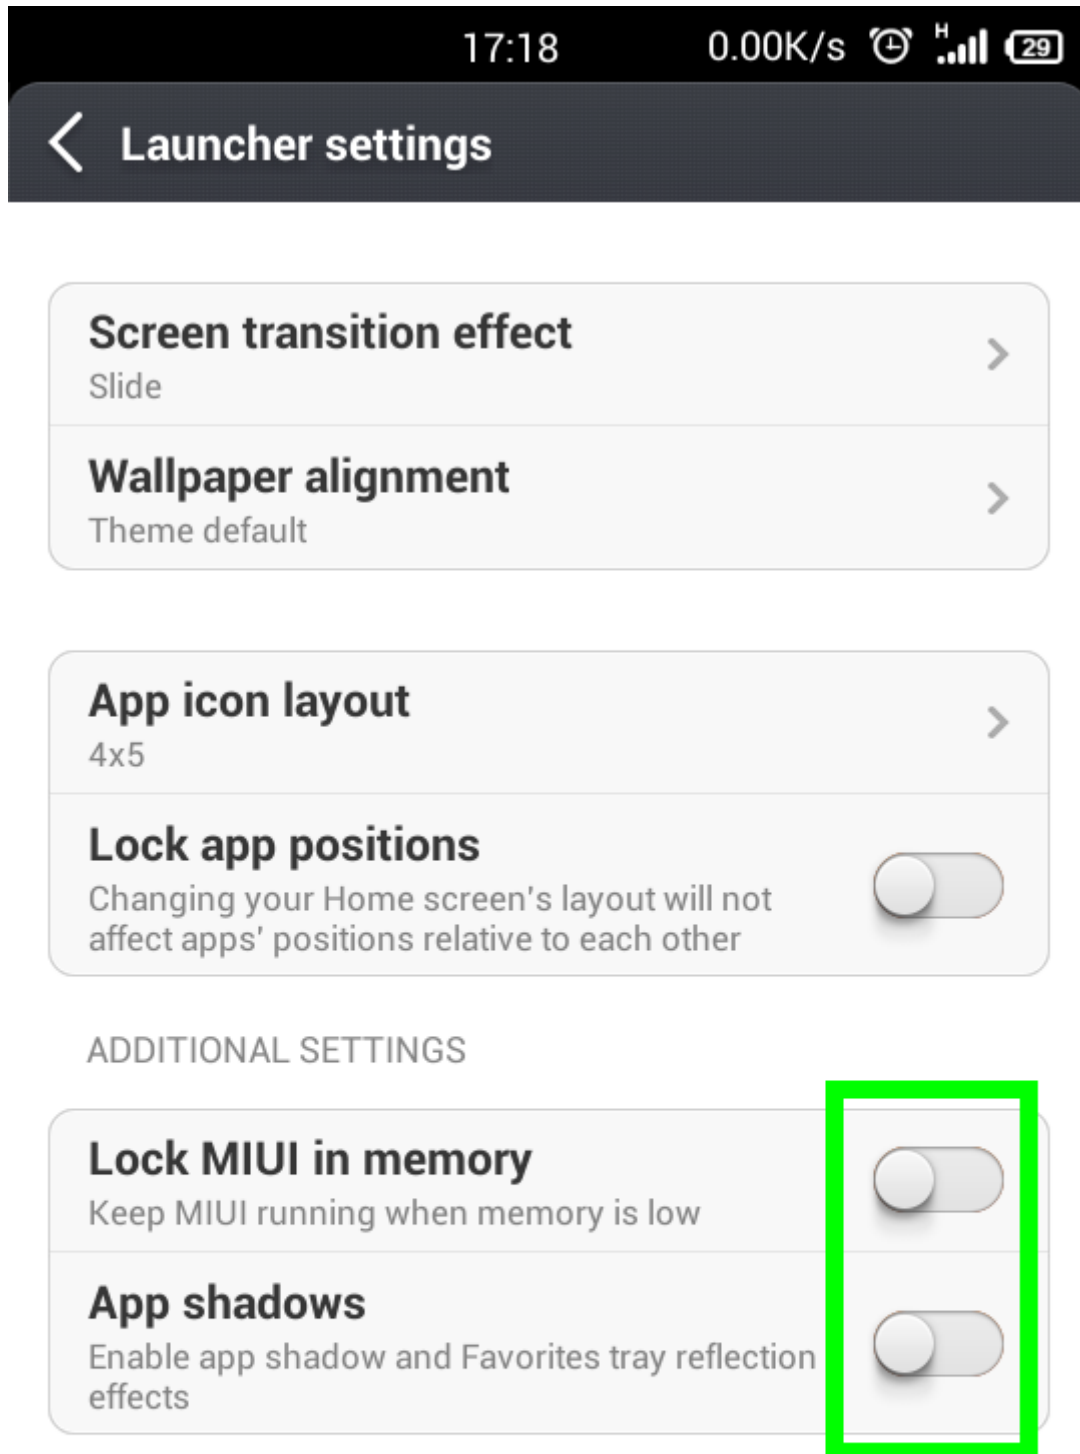 17:18 0.00K/s H 29
Launcher settings
Screen transition effect
Slide
Wallpaper alignment
Theme default
App icon layout
4x5
Lock app positions
Changing your Home screen's layout will not
affect apps' positions relative to each other
ADDITIONAL SETTINGS
Lock MIUI in memory
Keep MIUI running when memory is low
App shadows
Enable app shadow and Favorites tray reflection
effects